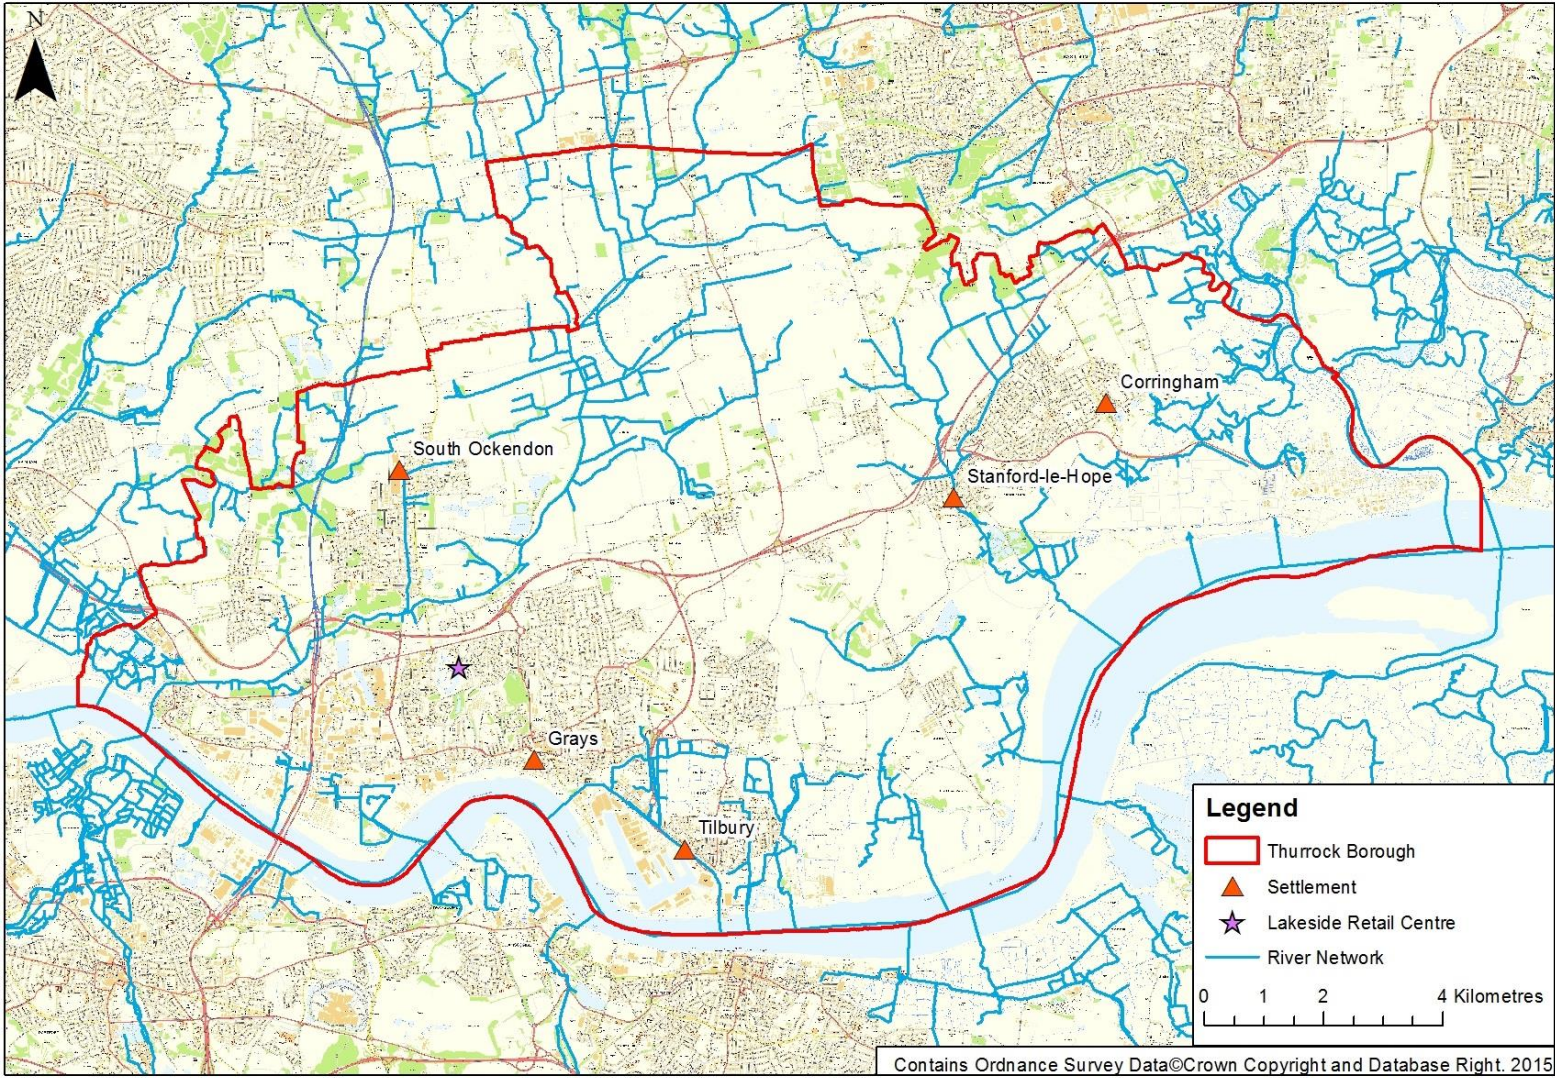 N
Corringham
South Ockendon
Stanford-le-Hope
Grays
Tilbury
Legend
Thurrock Borough
Settlement
Lakeside Retail Centre
River Network
0 1 2 4 Kilometres
Contains Ordnance Survey Data©Crown Copyright and Database Right. 2015